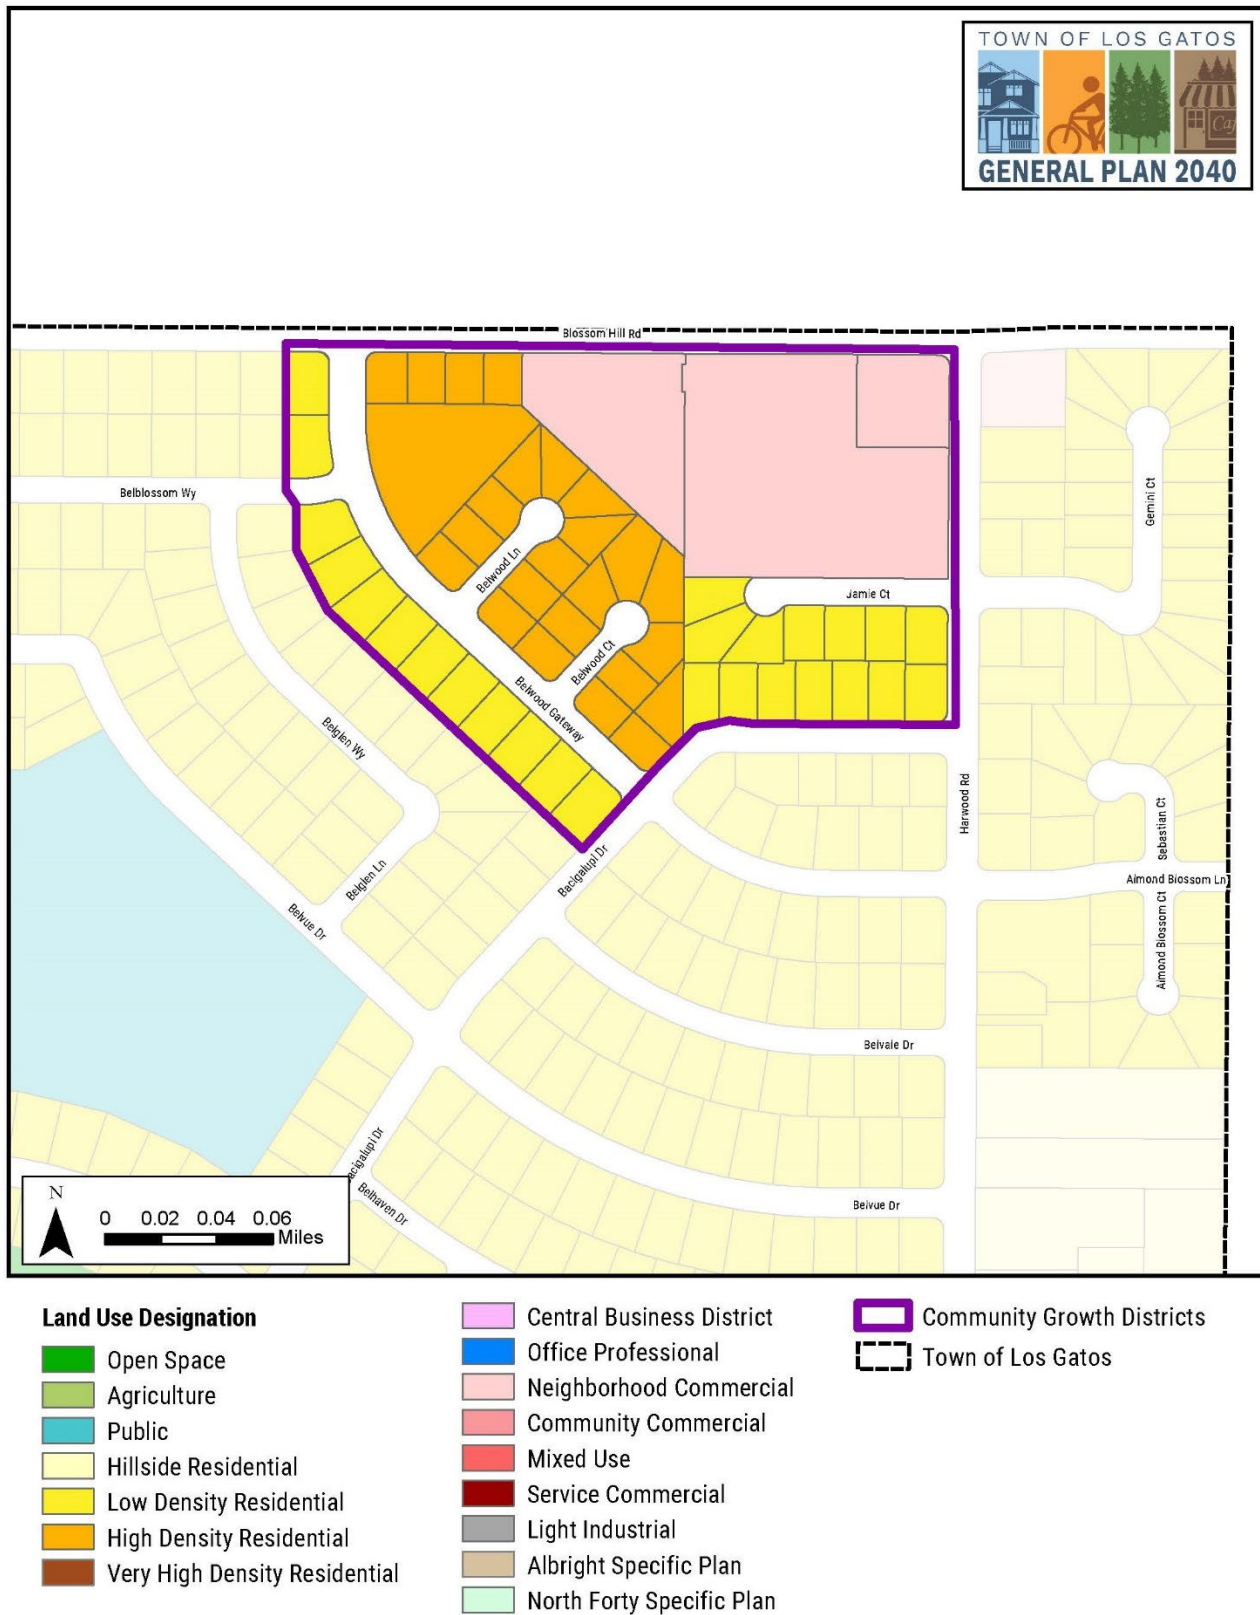 TOWN OF LOS GATOS
Caf
GENERAL PLAN 2040
Blossom Hill Rd
Belblossom Wy
Gemini Ct
Belwood Ln
Jamie Ct
Belwood Ct
Belwood Gateway
Belglen Wy
Harwood Rd
Sebastian Ct
Bacigalupi Dr
Belglen Ln
Almond Blossom Ln
Belvue Dr
Almond Blossom Ct
Belvale Dr
acigalupi Dr
Belhaven Dr
Belvue Dr
N
0 0.02 0.04 0.06
Miles
Land Use Designation
Open Space
Agriculture
Public
Hillside Residential
Low Density Residential
High Density Residential
Very High Density Residential
Central Business District
Office Professional
Neighborhood Commercial
Community Commercial
Mixed Use
Service Commercial
Light Industrial
Albright Specific Plan
North Forty Specific Plan
Community Growth Districts
Town of Los Gatos